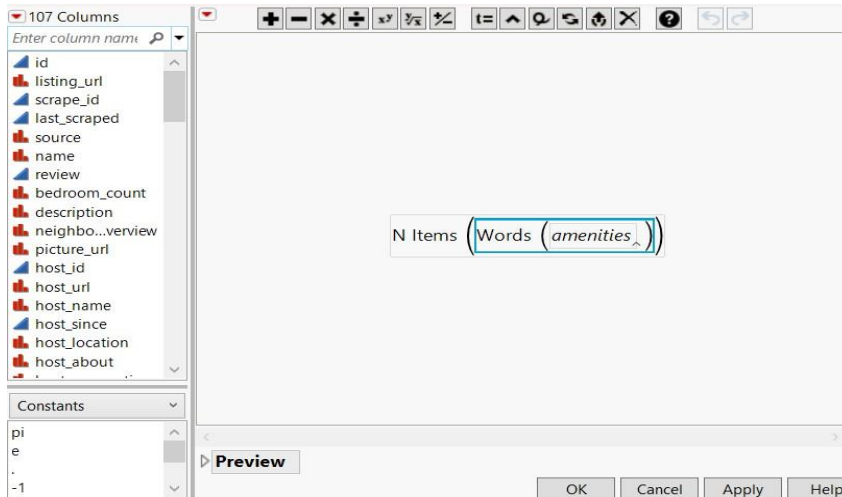 107 Columns
Enter column name
id
listing_url
scrape_id
last_scraped
source
name
review
bedroom_count
description
neighbo...verview
picture_url
host_id
host_url
host_name
host_since
host_location
host_about
Constants
pi
e
.
-1
t=
N Items (Words (amenities))
Preview
OK Cancel Apply Help